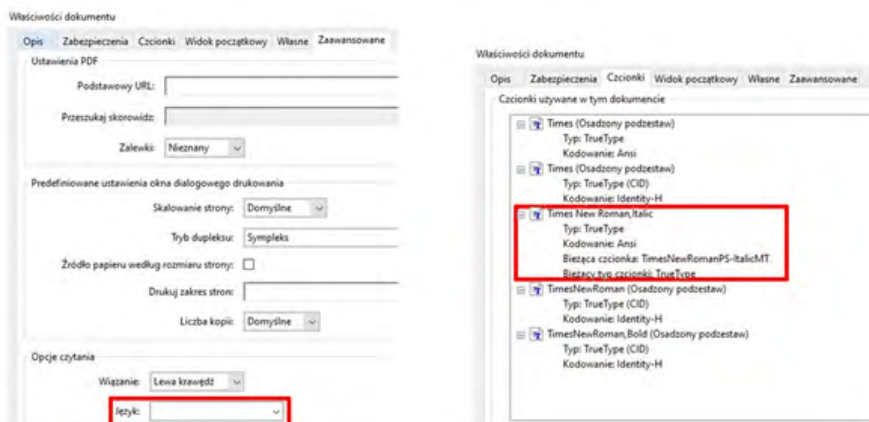 Właściwości dokumentu
Opis Zabezpieczenia Czcionki Widok początkowy Własne Zaawansowane
Ustawienia PDF
Podstawowy URL:
Przeszukaj skorowidz:
Zalewki: Nieznany
Predefiniowane ustawienia okna dialogowego drukowania
Skalowanie strony: Domyślne
Tryb dupleksu: Sympleks
Źródło papieru według rozmiaru strony:
Drukuj zakres stron:
Liczba kopii: Domyślne
Opcje czytania
Wiązanie: Lewa krawędź
Język:
Właściwości dokumentu
Opis Zabezpieczenia Czcionki Widok początkowy Własne Zaawansowane
Czcionki używane w tym dokumencie
Times (Osadzony podzestaw)
Typ: TrueType
Kodowanie: Ansi
Times (Osadzony podzestaw)
Typ: TrueType (CID)
Kodowanie: Identity-H
Times New Roman,Italic
Typ: TrueType
Kodowanie: Ansi
Bieżąca czcionka: TimesNewRomanPS-ItalicMT
Bieżący typ czcionki: TrueType
TimesNewRoman (Osadzony podzestaw)
Typ: TrueType (CID)
Kodowanie: Identity-H
TimesNewRoman,Bold (Osadzony podzestaw)
Typ: TrueType (CID)
Kodowanie: Identity-H